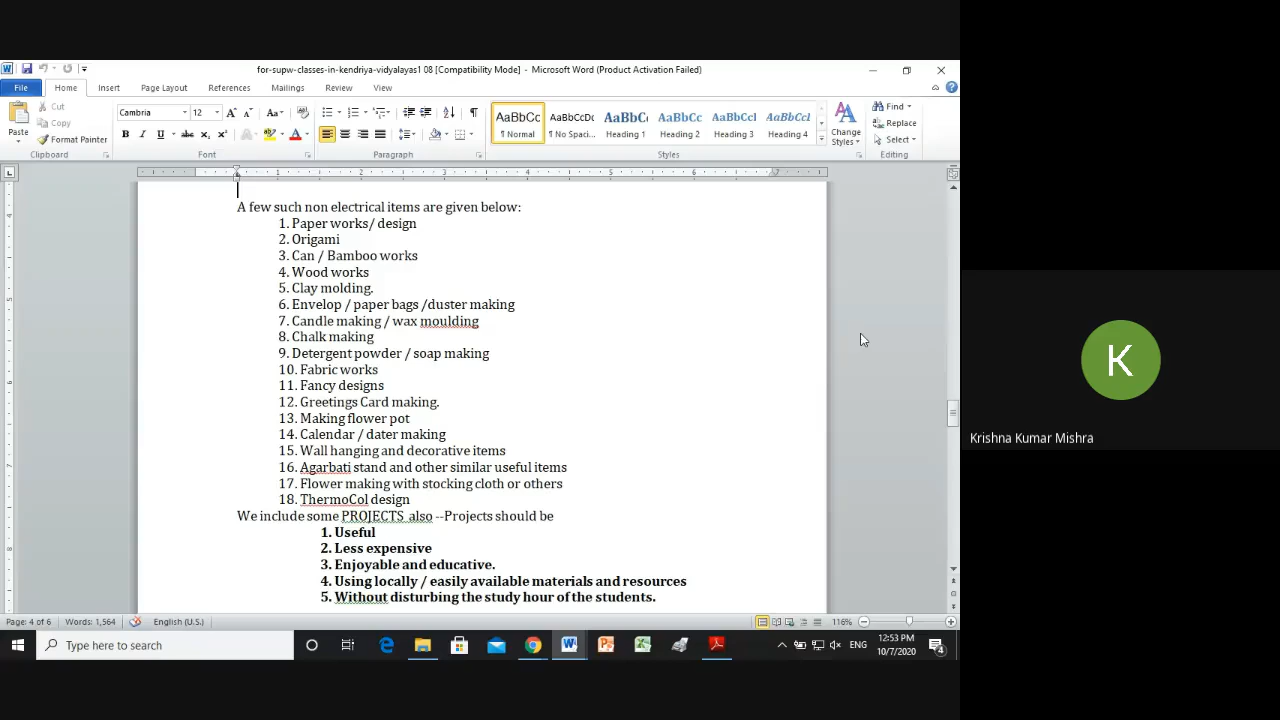 for-supw-classes-in-kendriya-vidyalayas1 08 [Compatibility Mode] - Microsoft Word (Product Activation Failed)
File Home Insert Page Layout References Mailings Review View
Paste
Cut
Copy
Format Painter
Clipboard
Cambria 12
Font
Paragraph
AaBbCcDc
¶ Normal
AaBbCcDc
¶ No Spaci...
AaBbC
Heading 1
AaBbCc
Heading 2
AaBbCc
Heading 3
AaBbCcI
Heading 4
Styles
Change
Styles
Find
Replace
Select
Editing
A few such non electrical items are given below:
1. Paper works/ design
2. Origami
3. Can / Bamboo works
4. Wood works
5. Clay molding.
6. Envelop / paper bags /duster making
7. Candle making / wax moulding
8. Chalk making
9. Detergent powder / soap making
10. Fabric works
11. Fancy designs
12. Greetings Card making.
13. Making flower pot
14. Calendar / dater making
15. Wall hanging and decorative items
16. Agarbati stand and other similar useful items
17. Flower making with stocking cloth or others
18. ThermoCol design
We include some PROJECTS also --Projects should be
1. Useful
2. Less expensive
3. Enjoyable and educative.
4. Using locally / easily available materials and resources
5. Without disturbing the study hour of the students.
Page: 4 of 6 Words: 1,564 English (U.S.) 116%
Type here to search
ENG
12:53 PM
10/7/2020
4
K
Krishna Kumar Mishra